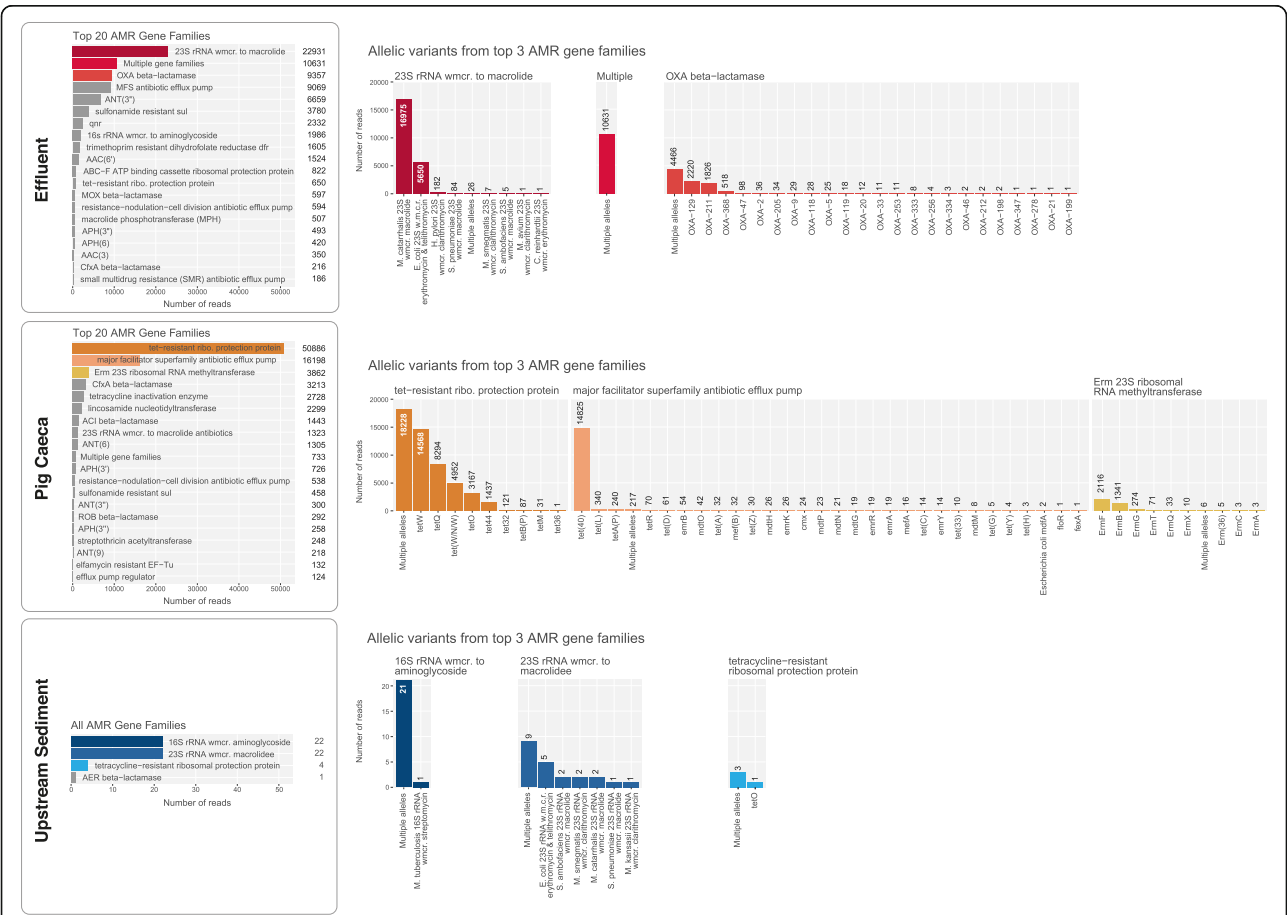 Effluent
Top 20 AMR Gene Families
23S rRNA wmcr. to macrolide 22931
Multiple gene families 10631
OXA beta−lactamase 9357
MFS antibiotic efflux pump 9069
ANT(3'') 6659
sulfonamide resistant sul 3780
qnr 2332
16s rRNA wmcr. to aminoglycoside 1986
trimethoprim resistant dihydrofolate reductase dfr 1605
AAC(6') 1524
ABC−F ATP binding cassette ribosomal protection protein 822
tet−resistant ribo. protection protein 650
MOX beta−lactamase 597
resistance−nodulation−cell division antibiotic efflux pump 594
macrolide phosphotransferase (MPH) 507
APH(3'') 493
APH(6) 420
AAC(3) 350
CfxA beta−lactamase 216
small multidrug resistance (SMR) antibiotic efflux pump 186
0 10000 20000 30000 40000 50000
Number of reads
Allelic variants from top 3 AMR gene families
23S rRNA wmcr. to macrolide
Multiple
OXA beta−lactamase
Number of reads
20000
15000
10000
5000
0
16975 5650 182 84 26 7 5 1 1
10631
4466 2220 1826 518 98 36 34 29 28 25 18 12 11 11 8 4 3 2 2 2 1 1 1 1
M. catarrhalis 23S
wmcr. macrolide
E. coli 23S w.m.c.r.
erythromycin & telithromycin
H. pylori 23S
wmcr. clarithromycin
S. pneumoniae 23S
wmcr. macrolide
Multiple alleles
M. smegmatis 23S
wmcr. clarithromycin
S. ambofaciens 23S
wmcr. macrolide
M. avium 23S
wmcr. clarithromycin
C. reinhardtii 23S
wmcr. erythromycin
Multiple alleles
Multiple alleles
OXA−129
OXA−211
OXA−368
OXA−47
OXA−2
OXA−205
OXA−9
OXA−118
OXA−5
OXA−119
OXA−20
OXA−33
OXA−253
OXA−333
OXA−256
OXA−334
OXA−46
OXA−212
OXA−198
OXA−347
OXA−278
OXA−21
OXA−199
Pig Caeca
Top 20 AMR Gene Families
tet−resistant ribo. protection protein 50886
major facilitator superfamily antibiotic efflux pump 16198
Erm 23S ribosomal RNA methyltransferase 3862
CfxA beta−lactamase 3213
tetracycline inactivation enzyme 2728
lincosamide nucleotidyltransferase 2299
ACI beta−lactamase 1443
23S rRNA wmcr. to macrolide antibiotics 1323
ANT(6) 1305
Multiple gene families 733
APH(3') 726
resistance−nodulation−cell division antibiotic efflux pump 538
sulfonamide resistant sul 458
ANT(3'') 300
ROB beta−lactamase 292
APH(3'') 258
streptothricin acetyltransferase 248
ANT(9) 218
elfamycin resistant EF−Tu 132
efflux pump regulator 124
0 10000 20000 30000 40000 50000
Number of reads
Allelic variants from top 3 AMR gene families
tet−resistant ribo. protection protein
major facilitator superfamily antibiotic efflux pump
Erm 23S ribosomal
RNA methyltransferase
Number of reads
20000
15000
10000
5000
0
18228 14568 8294 4952 3167 1437 121 87 31 1
14825 340 240 217 70 61 54 42 32 32 30 26 26 24 23 21 19 19 19 16 14 14 10 8 5 4 3 2 1 1
2116 1341 274 71 33 10 6 5 3 3
Multiple alleles
tetW
tetQ
tet(W/N/W)
tetO
tet44
tet32
tetB(P)
tetM
tet36
tet(40)
tet(L)
tetA(P)
Multiple alleles
tetR
tet(D)
emrB
mdtO
tet(A)
mef(B)
tet(Z)
mdtH
emrK
cmx
mdtP
mdtN
mdtG
emrR
emrA
mefA
tet(C)
emrY
tet(33)
mdtM
tet(G)
tet(Y)
tet(H)
Escherichia coli mdfA
floR
fexA
ErmF
ErmB
ErmG
ErmT
ErmQ
ErmX
Multiple alleles
Erm(36)
ErmC
ErmA
Upstream Sediment
All AMR Gene Families
16S rRNA wmcr. aminoglycoside 22
23S rRNA wmcr. macrolidee 22
tetracycline−resistant ribosomal protection protein 4
AER beta−lactamase 1
0 10 20 30 40 50
Number of reads
Allelic variants from top 3 AMR gene families
16S rRNA wmcr. to
aminoglycoside
23S rRNA wmcr. to
macrolidee
tetracycline−resistant
ribosomal protection protein
Number of reads
20
15
10
5
0
21 1
9 5 2 2 2 1 1
3 1
Multiple alleles
M. tuberculosis 16S rRNA
wmcr. streptomycin
Multiple alleles
E. coli 23S rRNA w.m.c.r.
erythromycin & telithromycin
S. ambofaciens 23S rRNA
wmcr. macrolide
M. smegmatis 23S rRNA
wmcr. clarithromycin
M. catarrhalis 23S rRNA
wmcr. macrolide
S. pneumoniae 23S rRNA
wmcr. macrolide
M. kansasii 23S rRNA
wmcr. clarithromycin
Multiple alleles
tetO